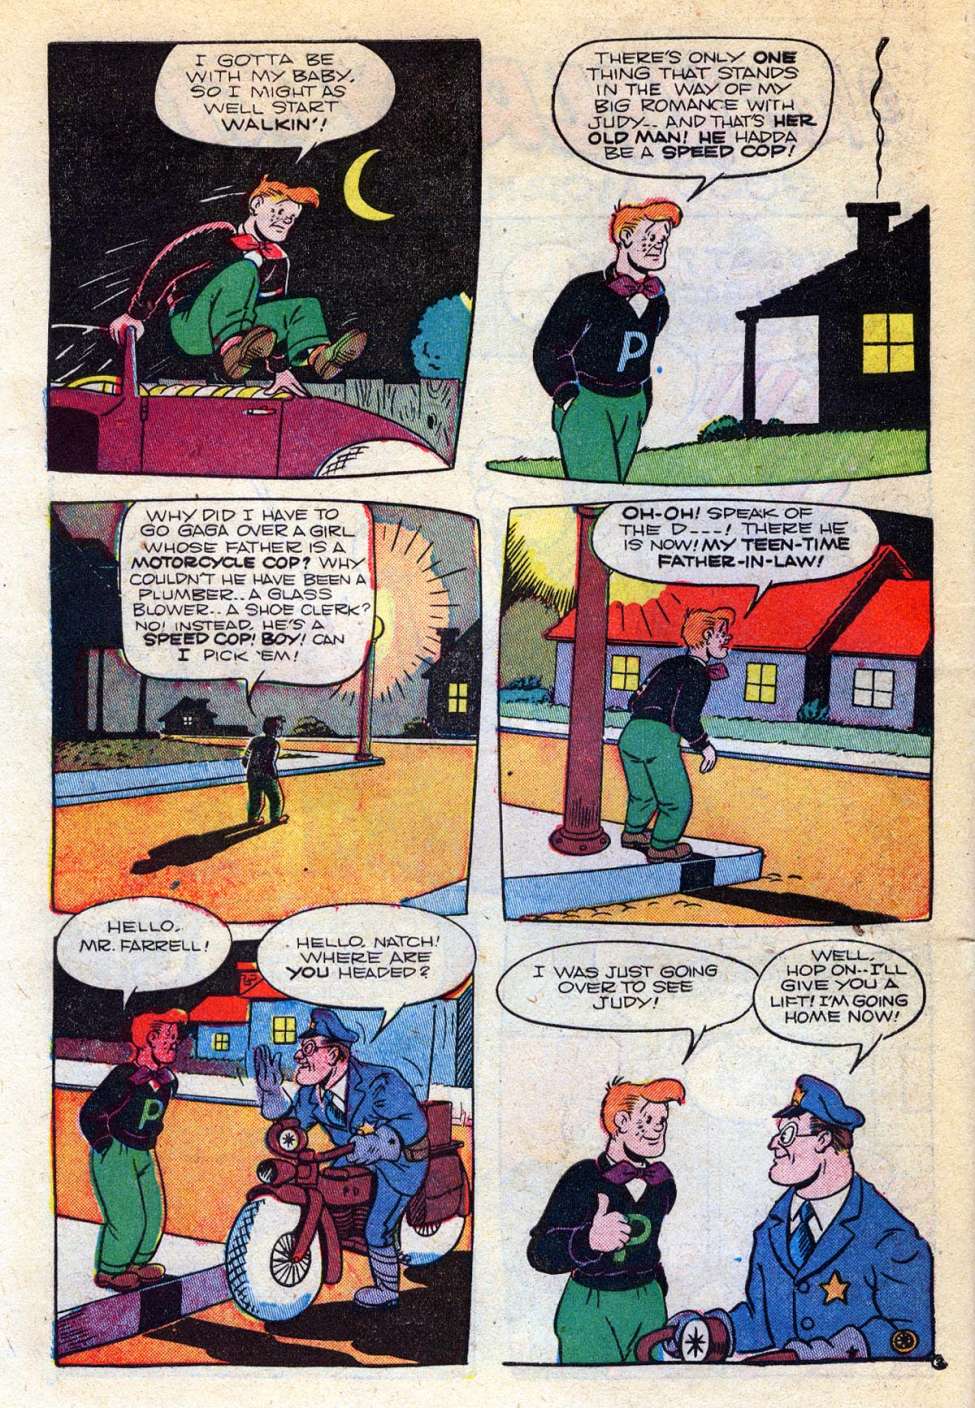 I GOTTA BE
WITH MY BABY,
SO I MIGHT AS
WELL START
WALKIN'!
THERE'S ONLY ONE
THING THAT STANDS
IN THE WAY OF MY
BIG ROMANCE WITH
JUDY-- AND THAT'S HER
OLD MAN! HE HADDA
BE A SPEED COP!
P
WHY DID I HAVE TO
GO GAGA OVER A GIRL
WHOSE FATHER IS A
MOTORCYCLE COP? WHY
COULDN'T HE HAVE BEEN A
PLUMBER.. A GLASS
BLOWER.. A SHOE CLERK?
NO! INSTEAD, HE'S A
SPEED COP! BOY! CAN
I PICK 'EM!
OH-OH! SPEAK OF
THE D---! THERE HE
IS NOW! MY TEEN-TIME
FATHER-IN-LAW!
HELLO,
MR. FARRELL!
HELLO, NATCH!
WHERE ARE
YOU HEADED?
P
I WAS JUST GOING
OVER TO SEE
JUDY!
WELL,
HOP ON--I'LL
GIVE YOU A
LIFT! I'M GOING
HOME NOW!
P